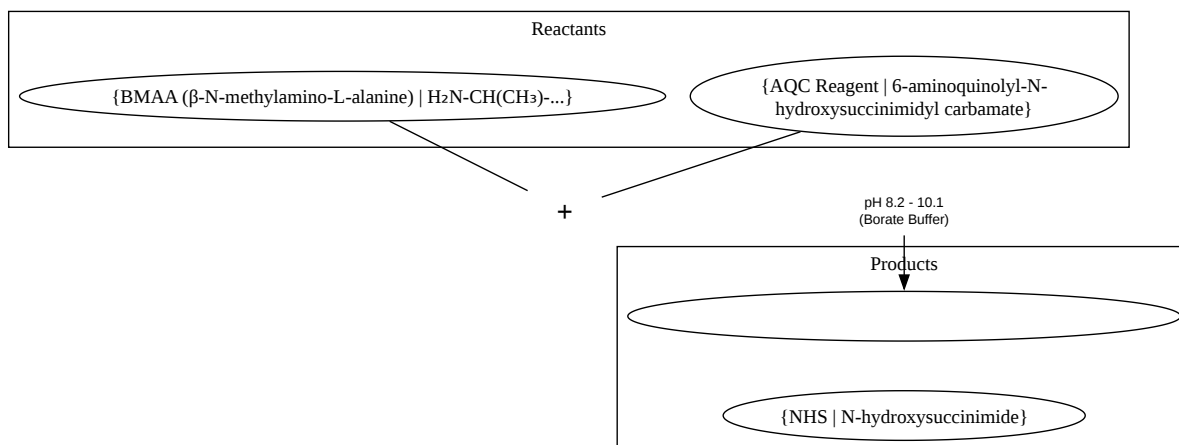 Reactants
{BMAA (β-N-methylamino-L-alanine) | H₂N-CH(CH₃)-...}
{AQC Reagent | 6-aminoquinolyl-N-
hydroxysuccinimidyl carbamate}
+
pH 8.2 - 10.1
(Borate Buffer)
Products
{NHS | N-hydroxysuccinimide}